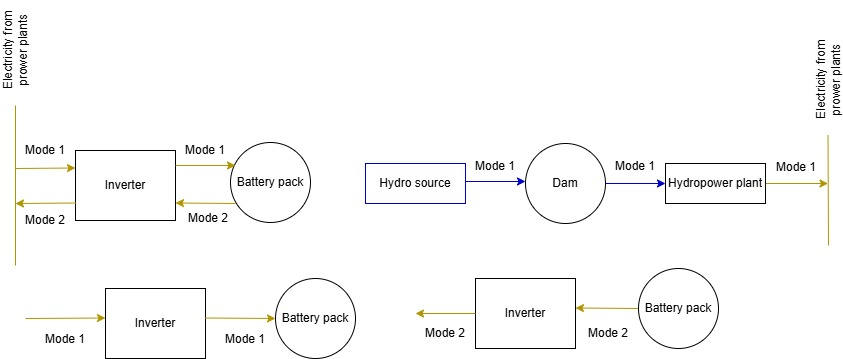 Electricity from
prower plants
Mode 1
Mode 1
Inverter
Battery pack
Mode 2
Mode 2
Hydro source
Mode 1
Dam
Mode 1
Hydropower plant
Mode 1
Electricity from
prower plants
Mode 1
Inverter
Mode 1
Battery pack
Mode 2
Inverter
Mode 2
Battery pack